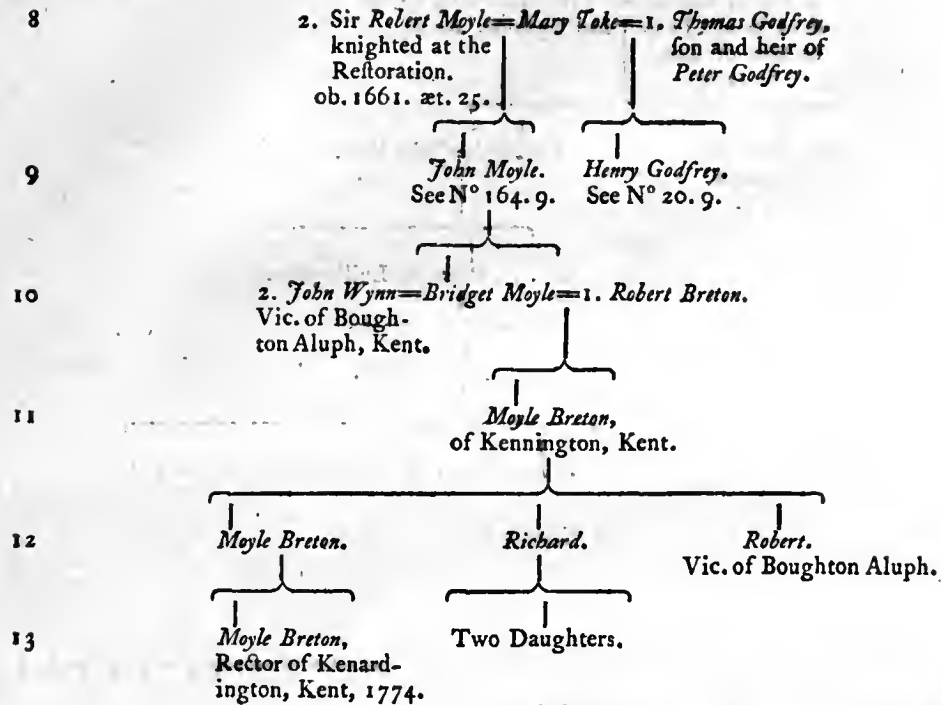 8 2. Sir Robert Moyle=Mary Toke=1. Thomas Godfrey,
knighted at the ſon and heir of
Reſtoration. Peter Godfrey.
ob. 1661. æt. 25.
9 John Moyle. Henry Godfrey.
See N° 164. 9. See N° 20. 9.
10 2. John Wynn=Bridget Moyle=1. Robert Breton.
Vic. of Bough-
ton Aluph, Kent.
11 Moyle Breton,
of Kennington, Kent.
12 Moyle Breton. Richard. Robert.
Vic. of Boughton Aluph.
13 Moyle Breton, Two Daughters.
Rector of Kenard-
ington, Kent, 1774.